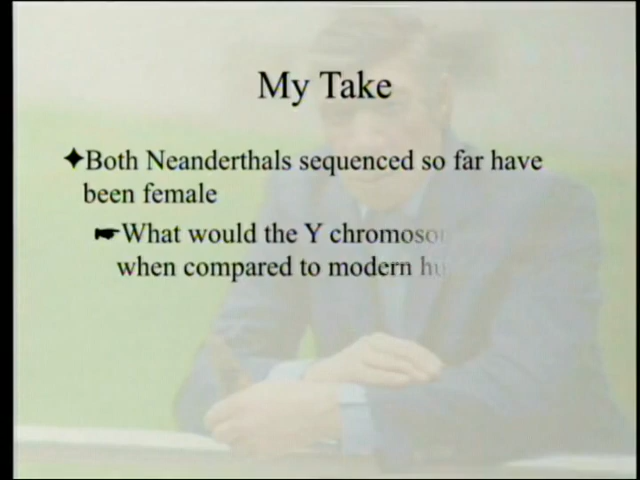 My Take
Both Neanderthals sequenced so far have
been female
What would the Y
when compared to modern